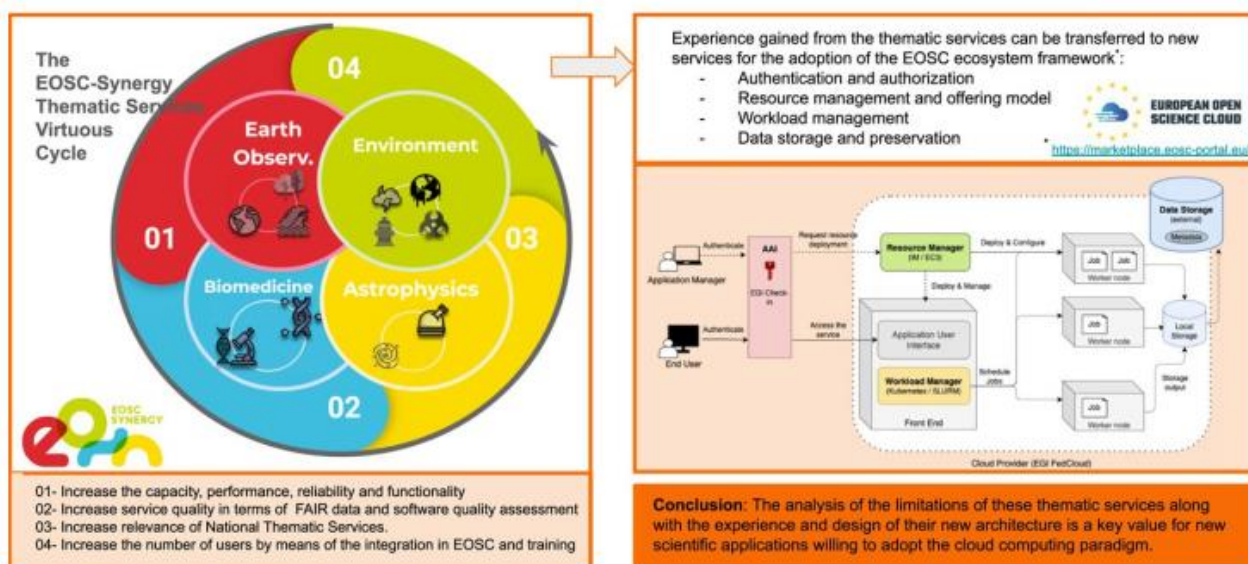 The
EOSC-Synergy
Thematic Services
Virtuous
Cycle
04
Earth
Observ.
Environment
01
03
Biomedicine
Astrophysics
02
EOSC
SYNERGY
01- Increase the capacity, performance, reliability and functionality
02- Increase service quality in terms of FAIR data and software quality assessment
03- Increase relevance of National Thematic Services.
04- Increase the number of users by means of the integration in EOSC and training
Experience gained from the thematic services can be transferred to new
services for the adoption of the EOSC ecosystem framework*:
- Authentication and authorization
- Resource management and offering model
- Workload management
- Data storage and preservation
EUROPEAN OPEN
SCIENCE CLOUD
* https://marketplace.eosc-portal.eu/
Data Storage
(external)
Metadata
Request resource
deployment
Authenticate
AAI
Resource Manager
(IM / EC3)
Deploy & Configure
Job
Job
Worker node
Application Manager
EGI Check-
in
Deploy & Manage
Authenticate
Access the
service
Application User
Interface
Job
Worker node
Local
Storage
End User
Workload Manager
(Kubernetes / SLURM)
Schedule
Jobs
Storage
output
Job
Worker node
Front End
Cloud Provider (EGI FedCloud)
Conclusion: The analysis of the limitations of these thematic services along
with the experience and design of their new architecture is a key value for new
scientific applications willing to adopt the cloud computing paradigm.